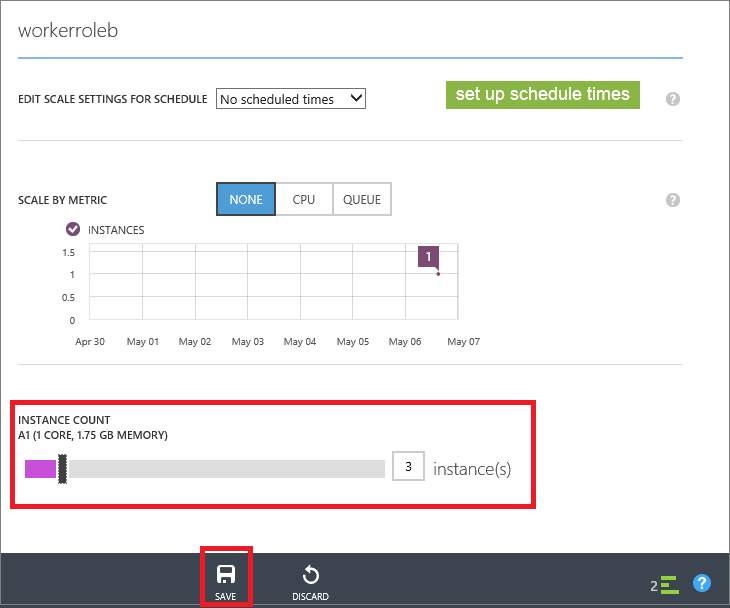 workerroleb
EDIT SCALE SETTINGS FOR SCHEDULE No scheduled times set up schedule times ?
SCALE BY METRIC NONE CPU QUEUE ?
INSTANCES
1.5
1
1
0.5
0
Apr 30 May 01 May 02 May 03 May 04 May 05 May 06 May 07
INSTANCE COUNT
A1 (1 CORE, 1.75 GB MEMORY)
3 instance(s)
2 ?
SAVE DISCARD